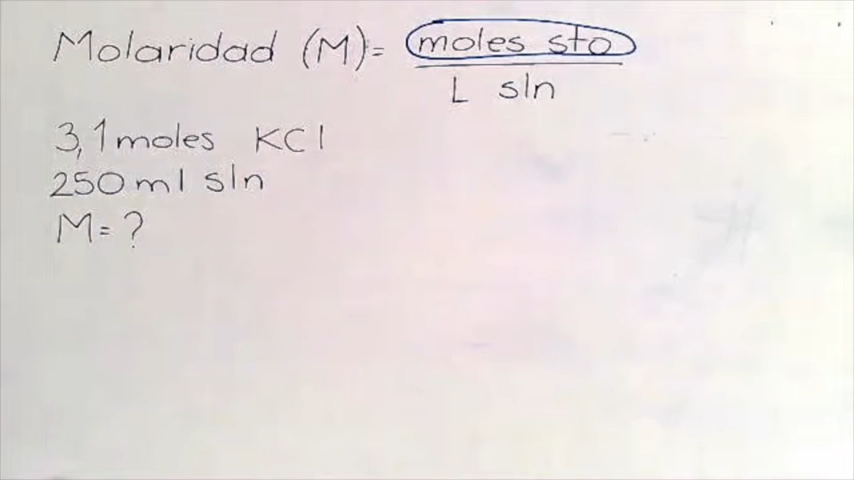 Molaridad (M)= moles sto
L sln
3,1 moles KCl
250 ml sln
M= ?